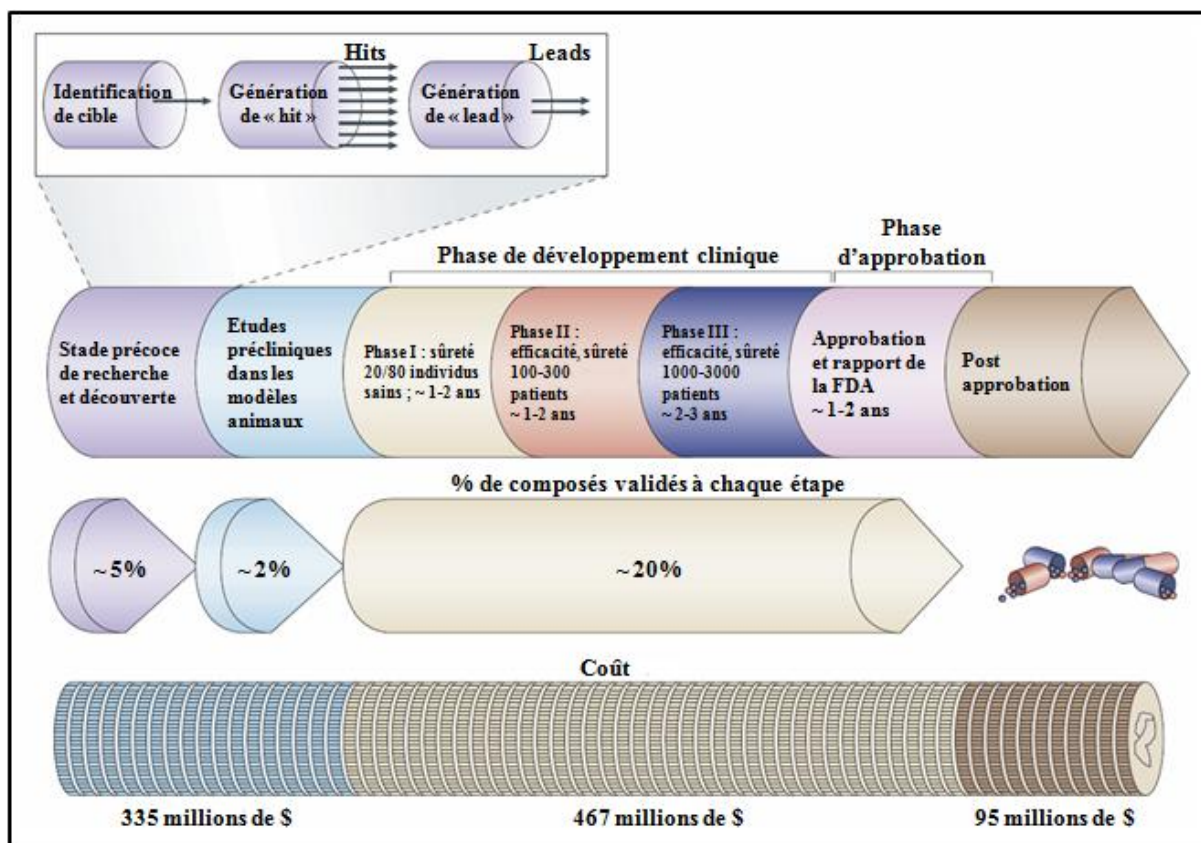 Hits
Leads
Identification
de cible
Génération
de « hit »
Génération
de « lead »
Phase de développement clinique
Phase
d’approbation
Stade précoce
de recherche
et découverte
Etudes
précliniques
dans les
modèles
animaux
Phase I : sûreté
20/80 individus
sains ; ~ 1-2 ans
Phase II :
efficacité, sûreté
100-300
patients
~ 1-2 ans
Phase III :
efficacité, sûreté
1000-3000
patients
~ 2-3 ans
Approbation
et rapport de
la FDA
~ 1-2 ans
Post
approbation
% de composés validés à chaque étape
~5%
~2%
~20%
Coût
335 millions de $
467 millions de $
95 millions de $